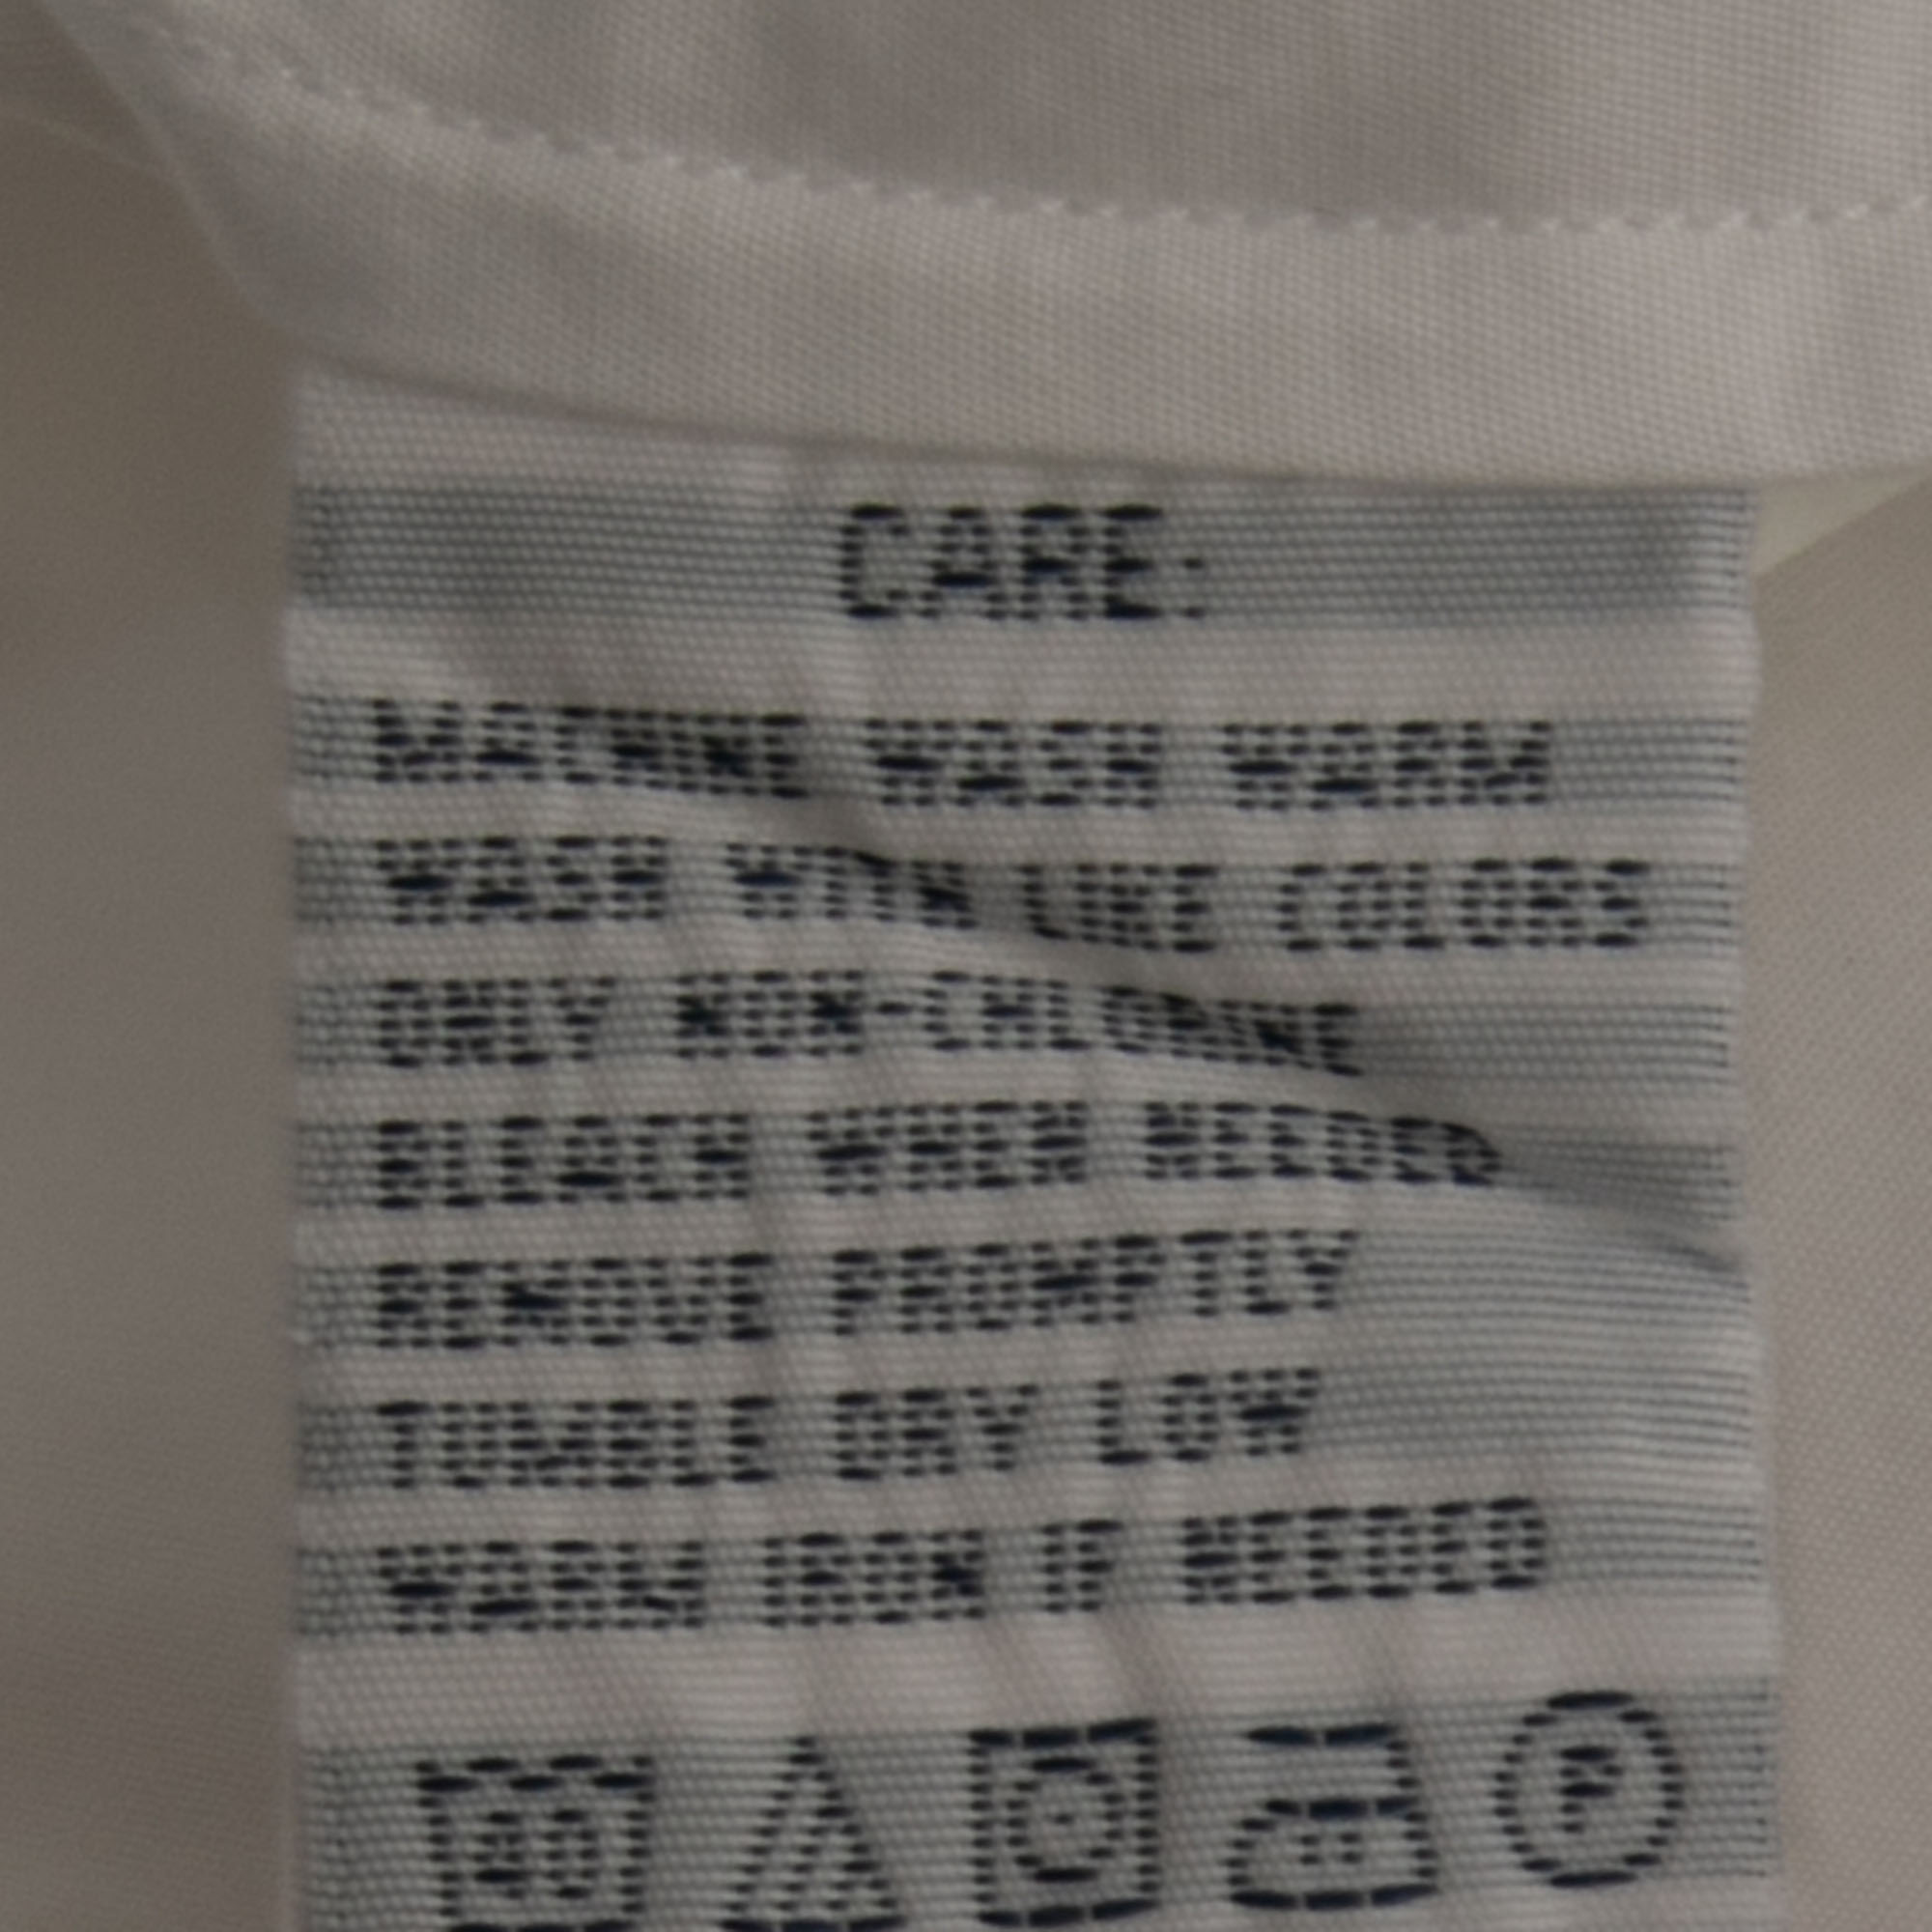 CARE:
MACHINE WASH WARM
WASH WITH LIKE COLORS
ONLY NON-CHLORINE
BLEACH WHEN NEEDED
REMOVE PROMPTLY
TUMBLE DRY LOW
WARM IRON IF NEEDED
40 P